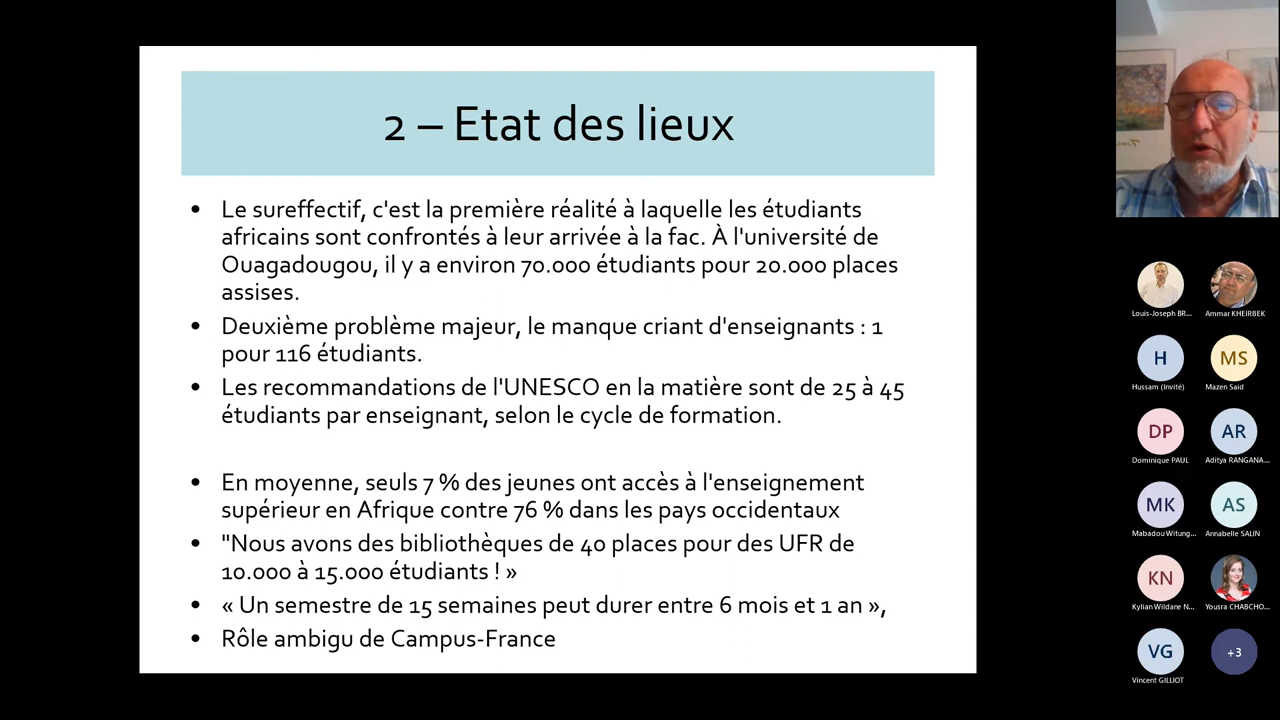 2 – Etat des lieux
• Le sureffectif, c'est la première réalité à laquelle les étudiants
africains sont confrontés à leur arrivée à la fac. À l'université de
Ouagadougou, il y a environ 70.000 étudiants pour 20.000 places
assises.
• Deuxième problème majeur, le manque criant d'enseignants : 1
pour 116 étudiants.
• Les recommandations de l'UNESCO en la matière sont de 25 à 45
étudiants par enseignant, selon le cycle de formation.
• En moyenne, seuls 7 % des jeunes ont accès à l'enseignement
supérieur en Afrique contre 76 % dans les pays occidentaux
• "Nous avons des bibliothèques de 40 places pour des UFR de
10.000 à 15.000 étudiants ! »
• « Un semestre de 15 semaines peut durer entre 6 mois et 1 an »,
• Rôle ambigu de Campus-France
Louis-Joseph BR... Ammar KHEIRBEK
H MS
Hussam (Invité) Mazen Said
DP AR
Dominique PAUL Aditya RANGANA...
MK AS
Mabadou Witung... Annabelle SALIN
KN
Kylian Wildane N... Yousra CHABCHO...
VG +3
Vincent GILLIOT